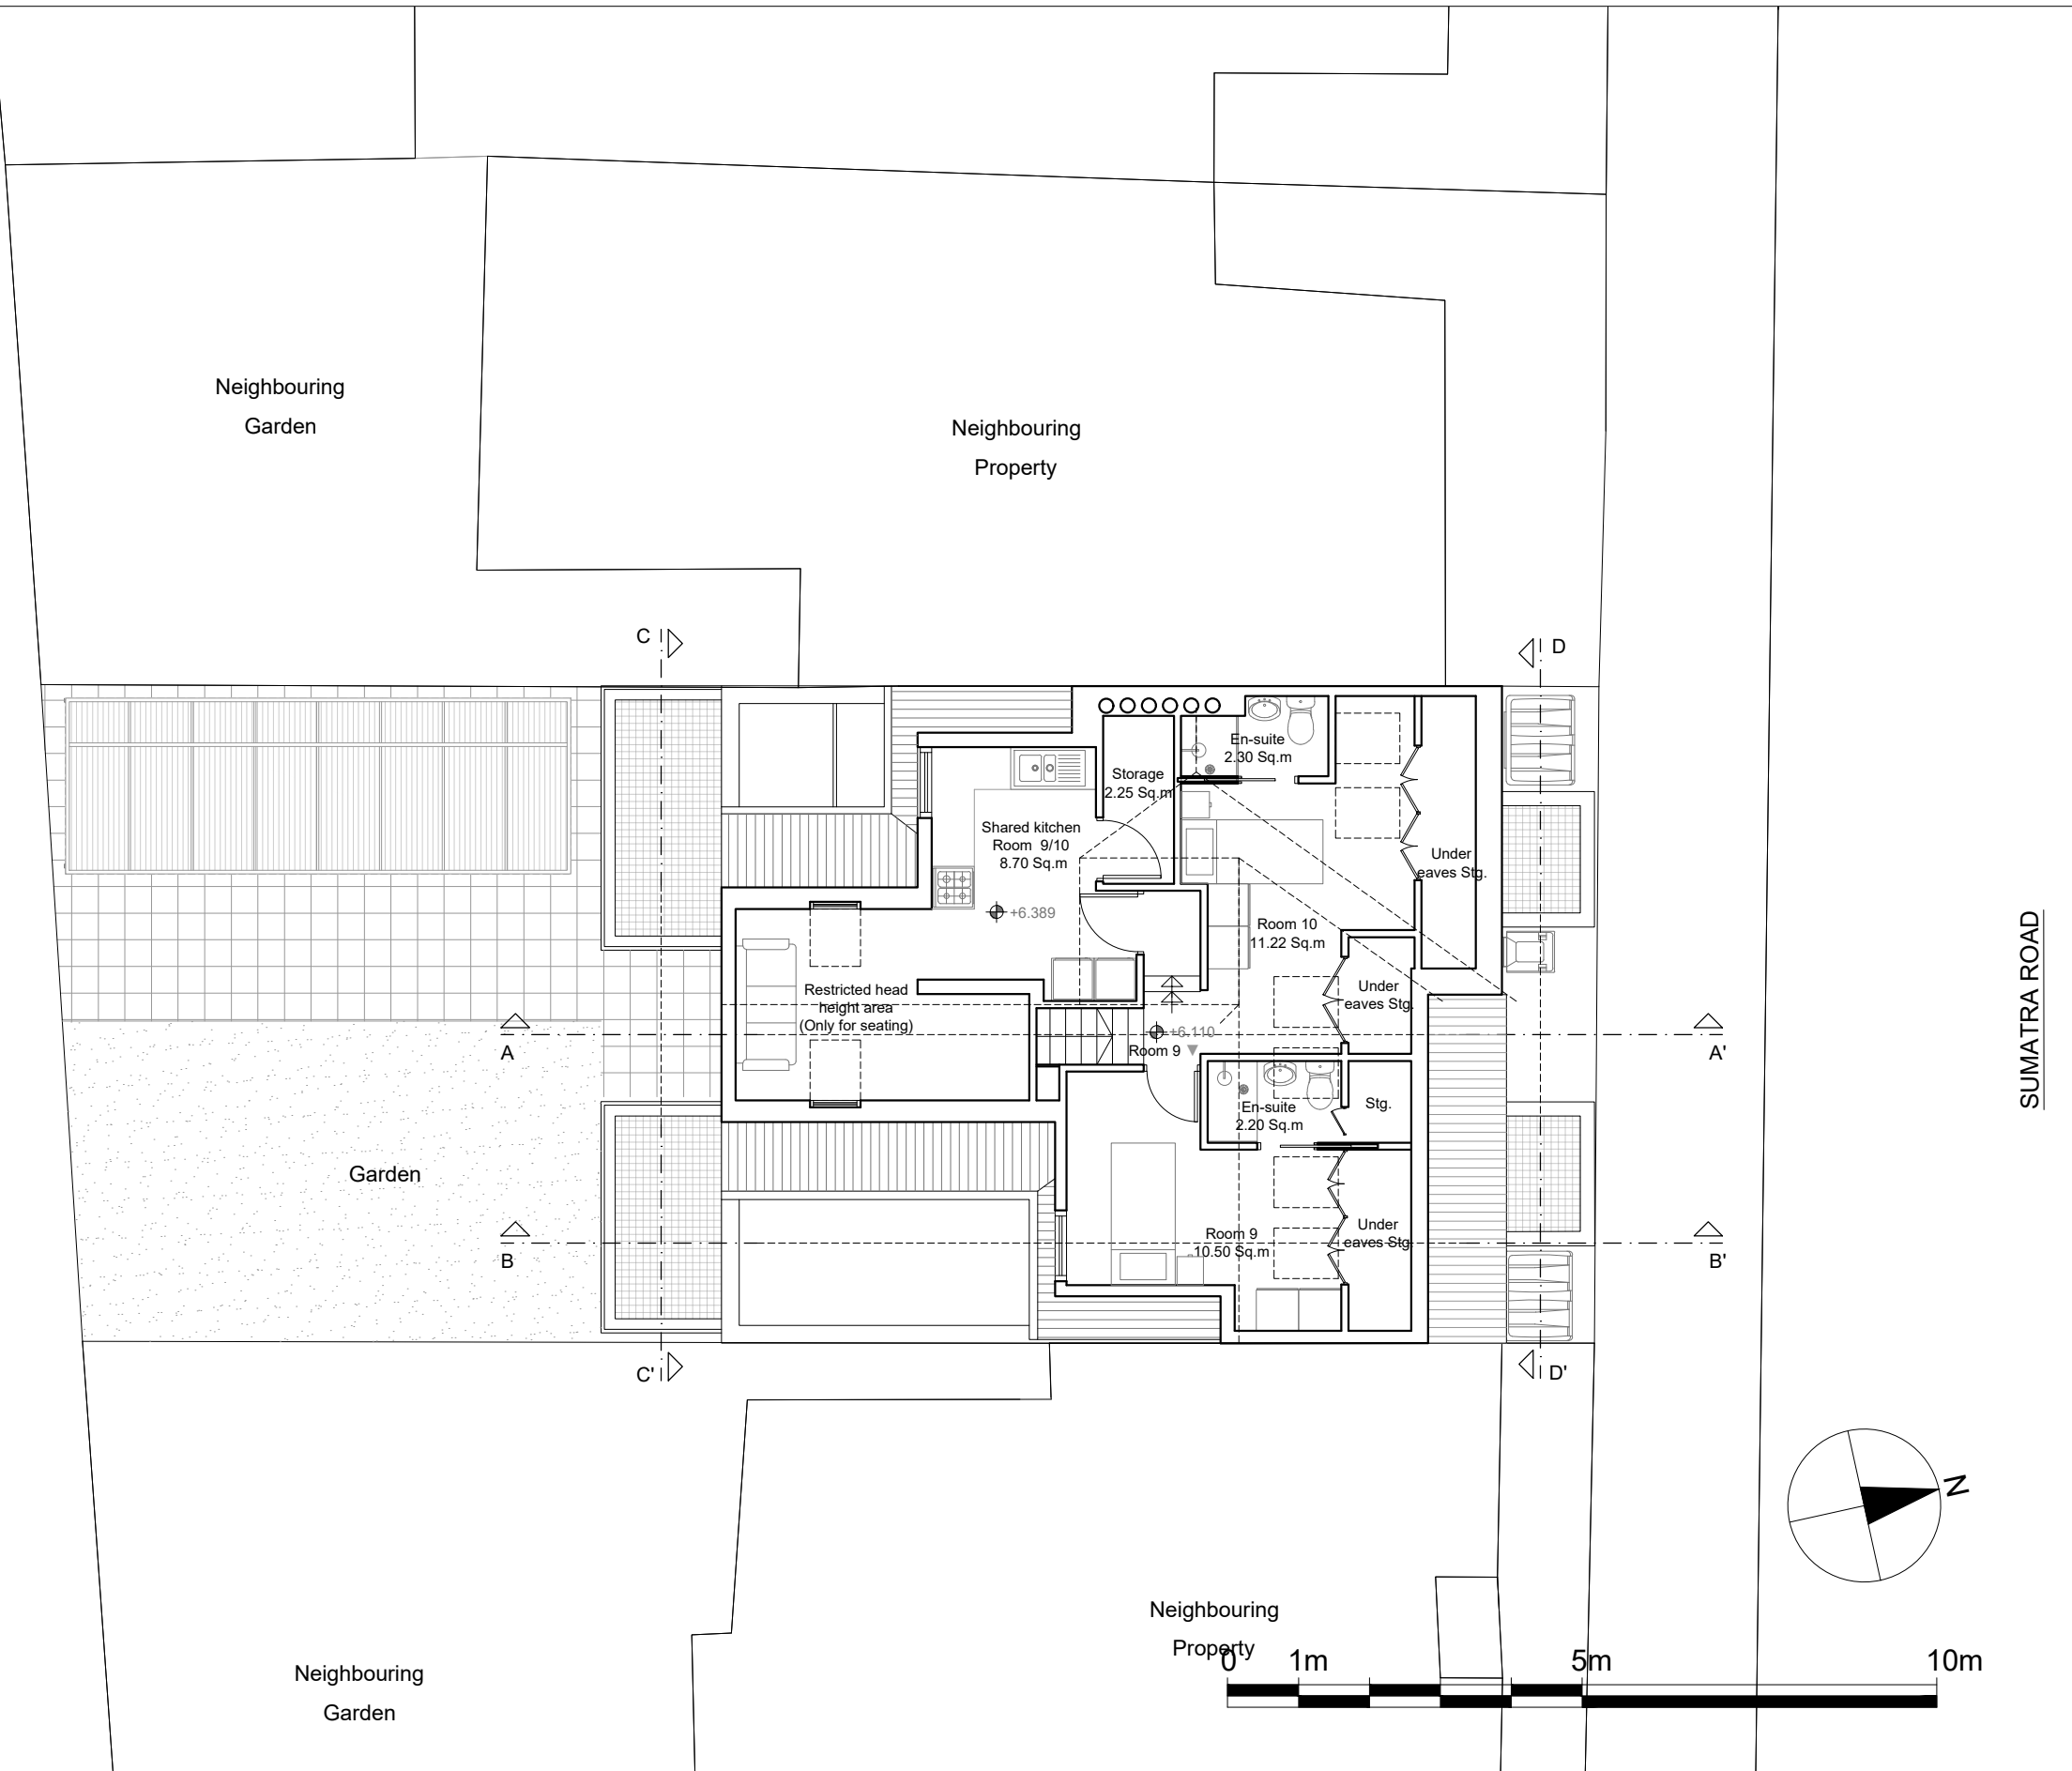 Neighbouring
Garden
Neighbouring
Property
C
D
En-suite
2.30 Sq.m
Storage
2.25 Sq.m
Shared kitchen
Room 9/10
8.70 Sq.m
Under
eaves Stg.
+6.389
Room 10
11.22 Sq.m
Restricted head
height area
(Only for seating)
Under
eaves Stg.
+6.110
Room 9
A
A'
En-suite
2.20 Sq.m
Stg.
Garden
Room 9
10.50 Sq.m
Under
eaves Stg.
B
B'
C'
D'
SUMATRA ROAD
N
Neighbouring
Property
Neighbouring
Garden
0 1m 5m 10m